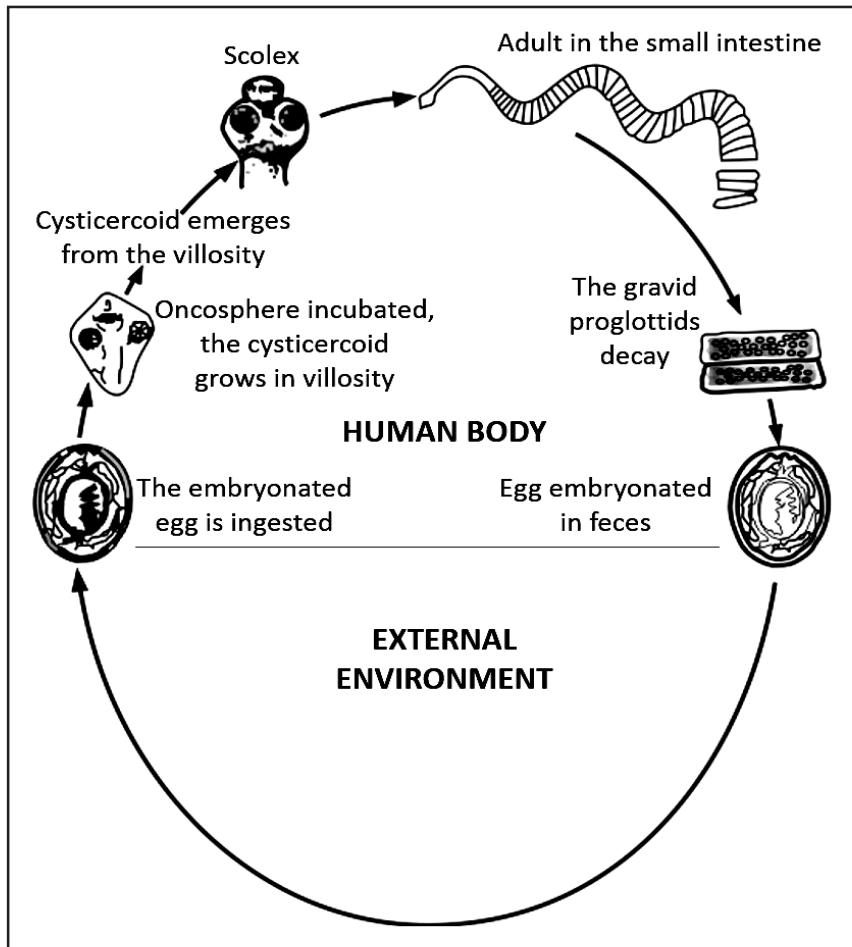 Adult in the small intestine
Scolex
Cysticercoid emerges
from the villosity
Oncosphere incubated,
the cysticercoid
grows in villosity
The gravid
proglottids
decay
HUMAN BODY
The embryonated
egg is ingested
Egg embryonated
in feces
EXTERNAL
ENVIRONMENT